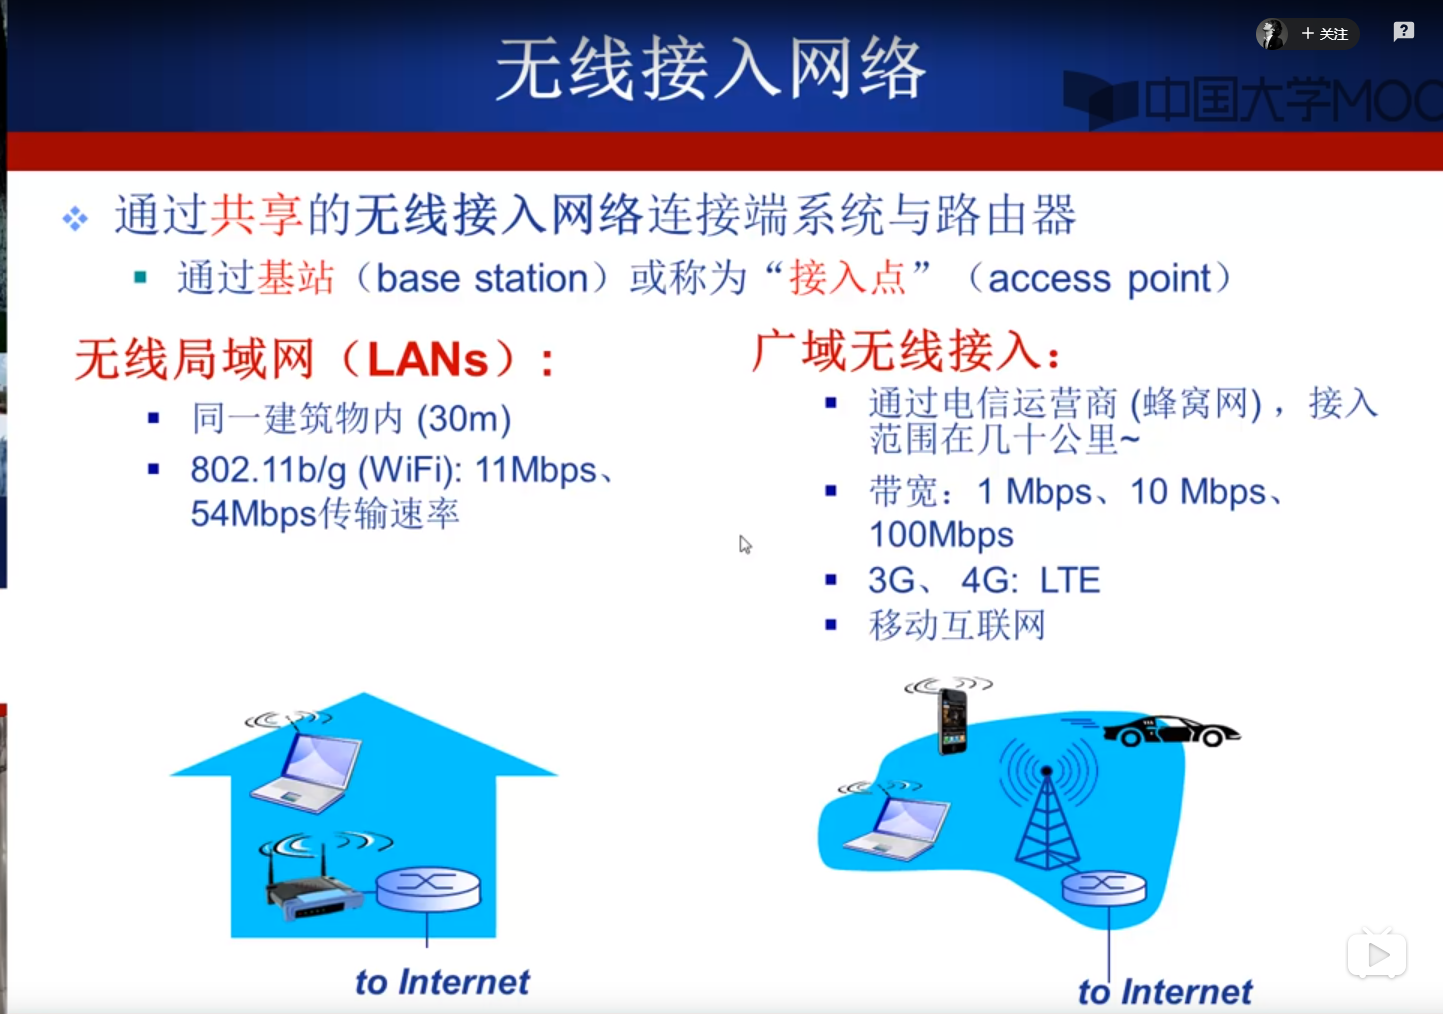 + 关注
无线接入网络
中国大学MOO
通过共享的无线接入网络连接端系统与路由器
通过基站（base station）或称为“接入点”（access point）
无线局域网（LANs）:
同一建筑物内 (30m)
802.11b/g (WiFi): 11Mbps、
54Mbps传输速率
广域无线接入:
通过电信运营商 (蜂窝网) ，接入
范围在几十公里~
带宽：1 Mbps、10 Mbps、
100Mbps
3G、 4G: LTE
移动互联网
to Internet
to Internet